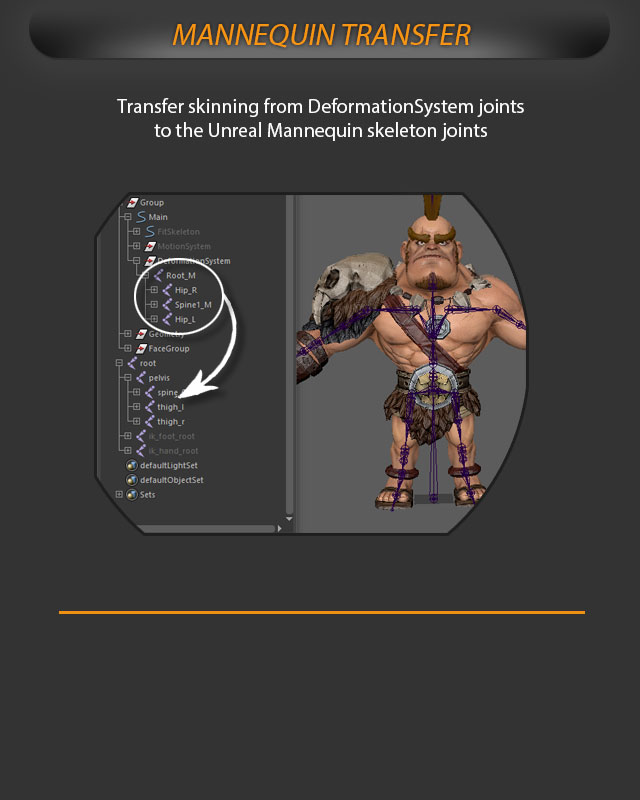 MANNEQUIN TRANSFER
Transfer skinning from DeformationSystem joints
to the Unreal Mannequin skeleton joints
Group
Main
FitSkeleton
MotionSystem
DeformationSystem
Root_M
Hip_R
Spine1_M
Hip_L
Geometry
FaceGroup
root
pelvis
spine
thigh_l
thigh_r
ik_foot_root
ik_hand_root
defaultLightSet
defaultObjectSet
Sets